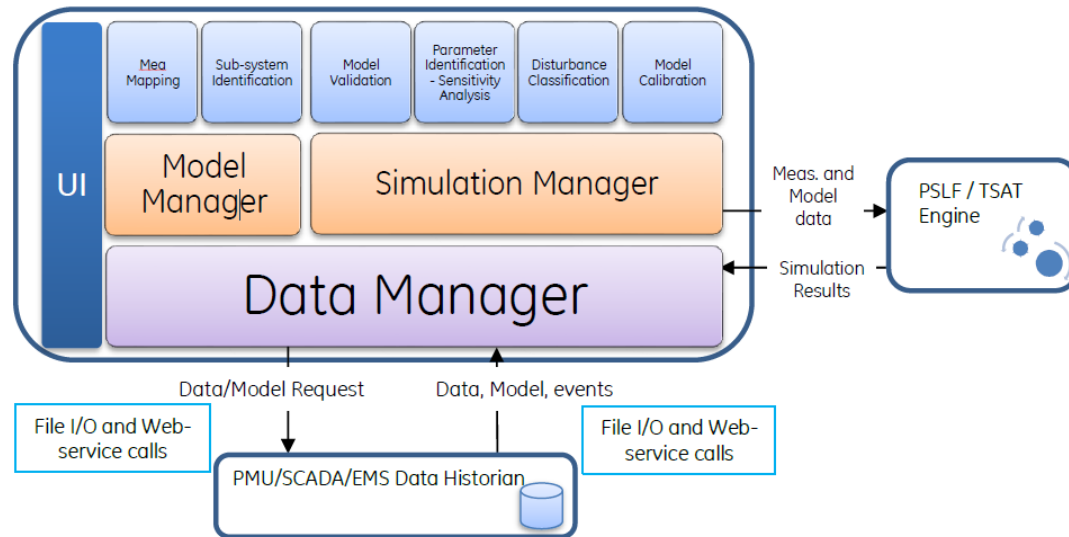 UI
Mea
Mapping
Sub-system
Identification
Model
Validation
Parameter
Identification
- Sensitivity
Analysis
Disturbance
Classification
Model
Calibration
Model
Manager
Simulation Manager
Data Manager
Meas. and
Model
data
PSLF / TSAT
Engine
Simulation
Results
Data/Model Request
Data, Model, events
File I/O and Web-
service calls
File I/O and Web-
service calls
PMU/SCADA/EMS Data Historian